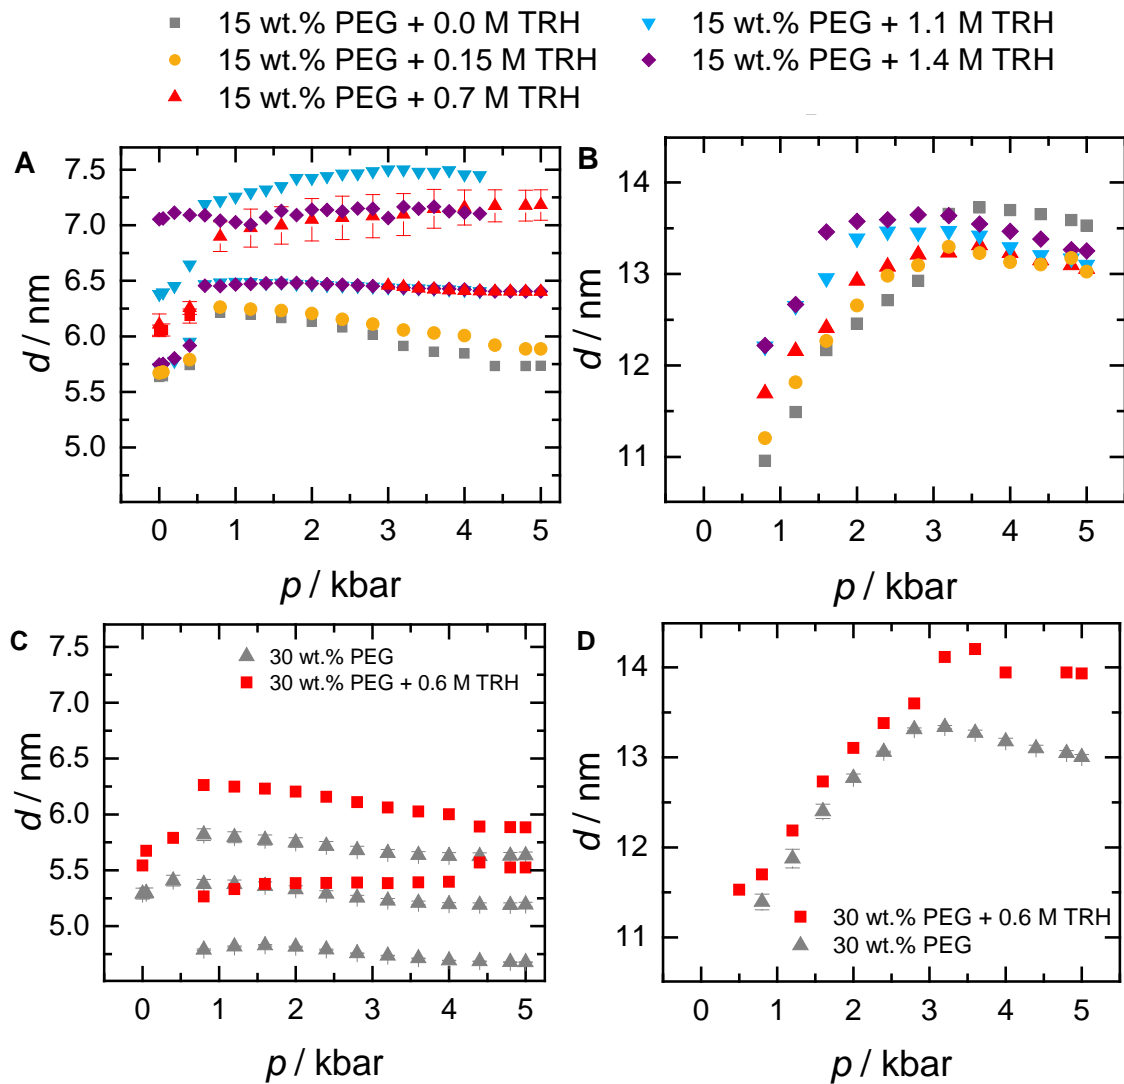 15 wt.% PEG + 0.0 M TRH
15 wt.% PEG + 0.15 M TRH
15 wt.% PEG + 0.7 M TRH
15 wt.% PEG + 1.1 M TRH
15 wt.% PEG + 1.4 M TRH
A
7.5
7.0
6.5
6.0
5.5
5.0
d / nm
0 1 2 3 4 5
p / kbar
B
14
13
12
11
d / nm
0 1 2 3 4 5
p / kbar
C
30 wt.% PEG
30 wt.% PEG + 0.6 M TRH
7.5
7.0
6.5
6.0
5.5
5.0
d / nm
0 1 2 3 4 5
p / kbar
D
14
13
12
11
d / nm
30 wt.% PEG + 0.6 M TRH
30 wt.% PEG
0 1 2 3 4 5
p / kbar